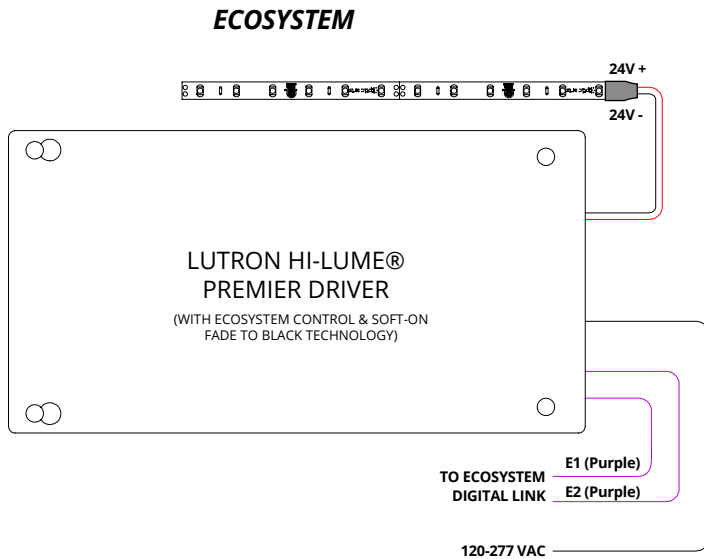 ECOSYSTEM
24V +
24V -
LUTRON HI-LUME®
PREMIER DRIVER
(WITH ECOSYSTEM CONTROL & SOFT-ON
FADE TO BLACK TECHNOLOGY)
E1 (Purple)
TO ECOSYSTEM
DIGITAL LINK
E2 (Purple)
120-277 VAC